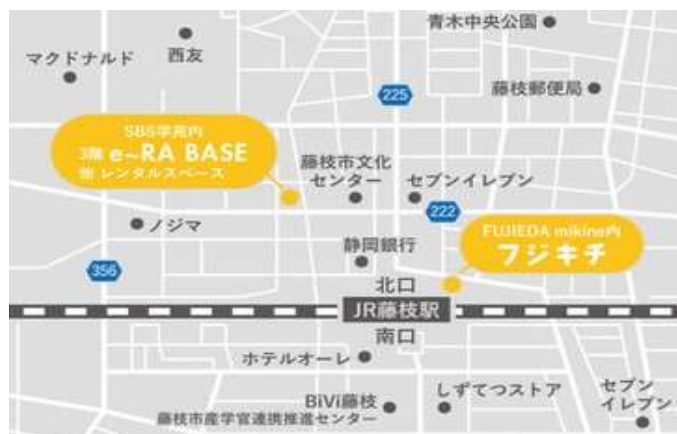 青木中央公園
マクドナルド
西友
藤枝郵便局
225
SBS学苑内
3階 e~RA BASE
他 レンタルスペース
藤枝市文化
センター
セブンイレブン
222
ノジマ
FUJIEDA mikine内
フジキチ
静岡銀行
356
北口
JR藤枝駅
南口
ホテルオーレ
BiVi藤枝
藤枝市産学官連携推進センター
しずてつストア
セブン
イレブン